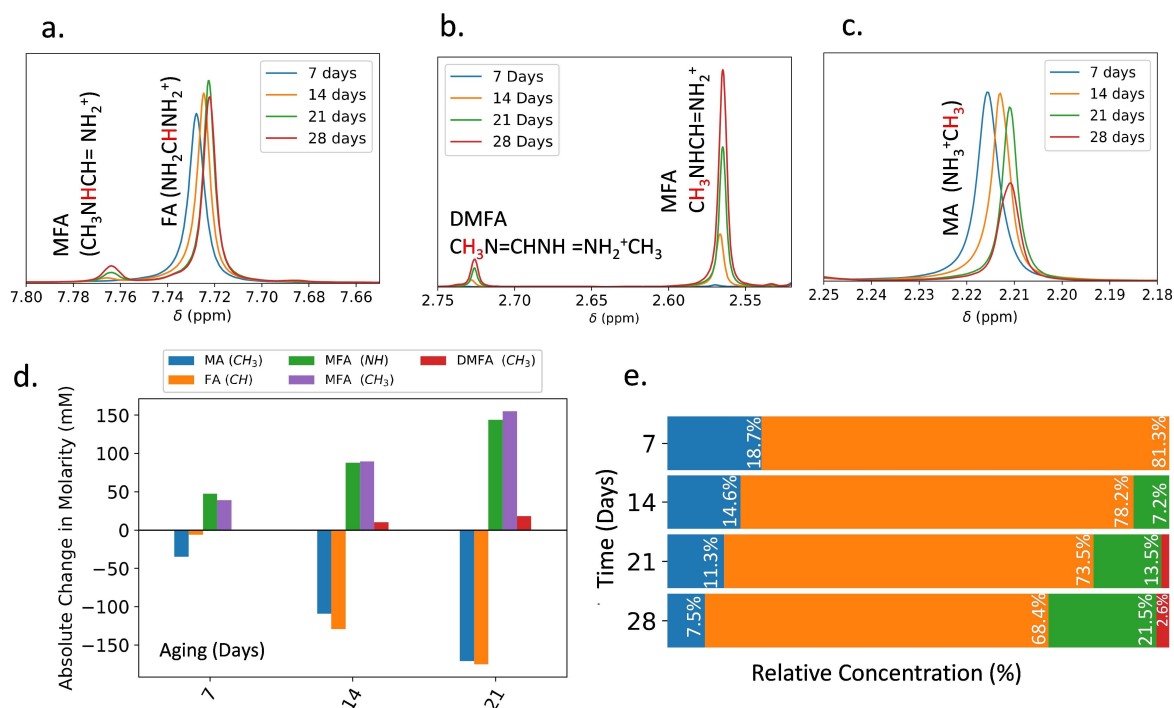 a.
MFA
(CH₃NHCH= NH₂⁺)
FA (NH₂CHNH₂⁺)
7 days
14 days
21 days
28 days
7.80 7.78 7.76 7.74 7.72 7.70 7.68 7.66
δ (ppm)
b.
DMFA
CH₃N=CHNH =NH₂⁺CH₃
MFA
CH₃NHCH=NH₂⁺
7 Days
14 Days
21 Days
28 Days
2.75 2.70 2.65 2.60 2.55
δ (ppm)
c.
MA (NH₃⁺CH₃)
7 days
14 days
21 days
28 days
2.25 2.24 2.23 2.22 2.21 2.20 2.19 2.18
δ (ppm)
d.
MA (CH₃) MFA (NH) DMFA (CH₃)
FA (CH) MFA (CH₃)
Absolute Change in Molarity (mM)
150
100
50
0
−50
−100
−150
Aging (Days)
7 14 21
e.
Time (Days)
7 18.7% 81.3%
14 14.6% 78.2% 7.2%
21 11.3% 73.5% 13.5%
28 7.5% 68.4% 21.5% 2.6%
Relative Concentration (%)